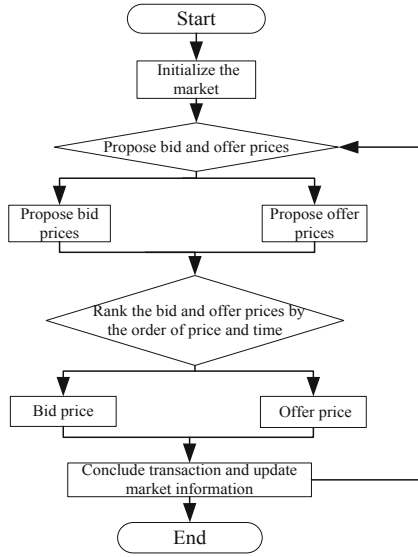 Start
Initialize the
market
Propose bid and offer prices
Propose bid
prices
Propose offer
prices
Rank the bid and offer prices by
the order of price and time
Bid price
Offer price
Conclude transaction and update
market information
End